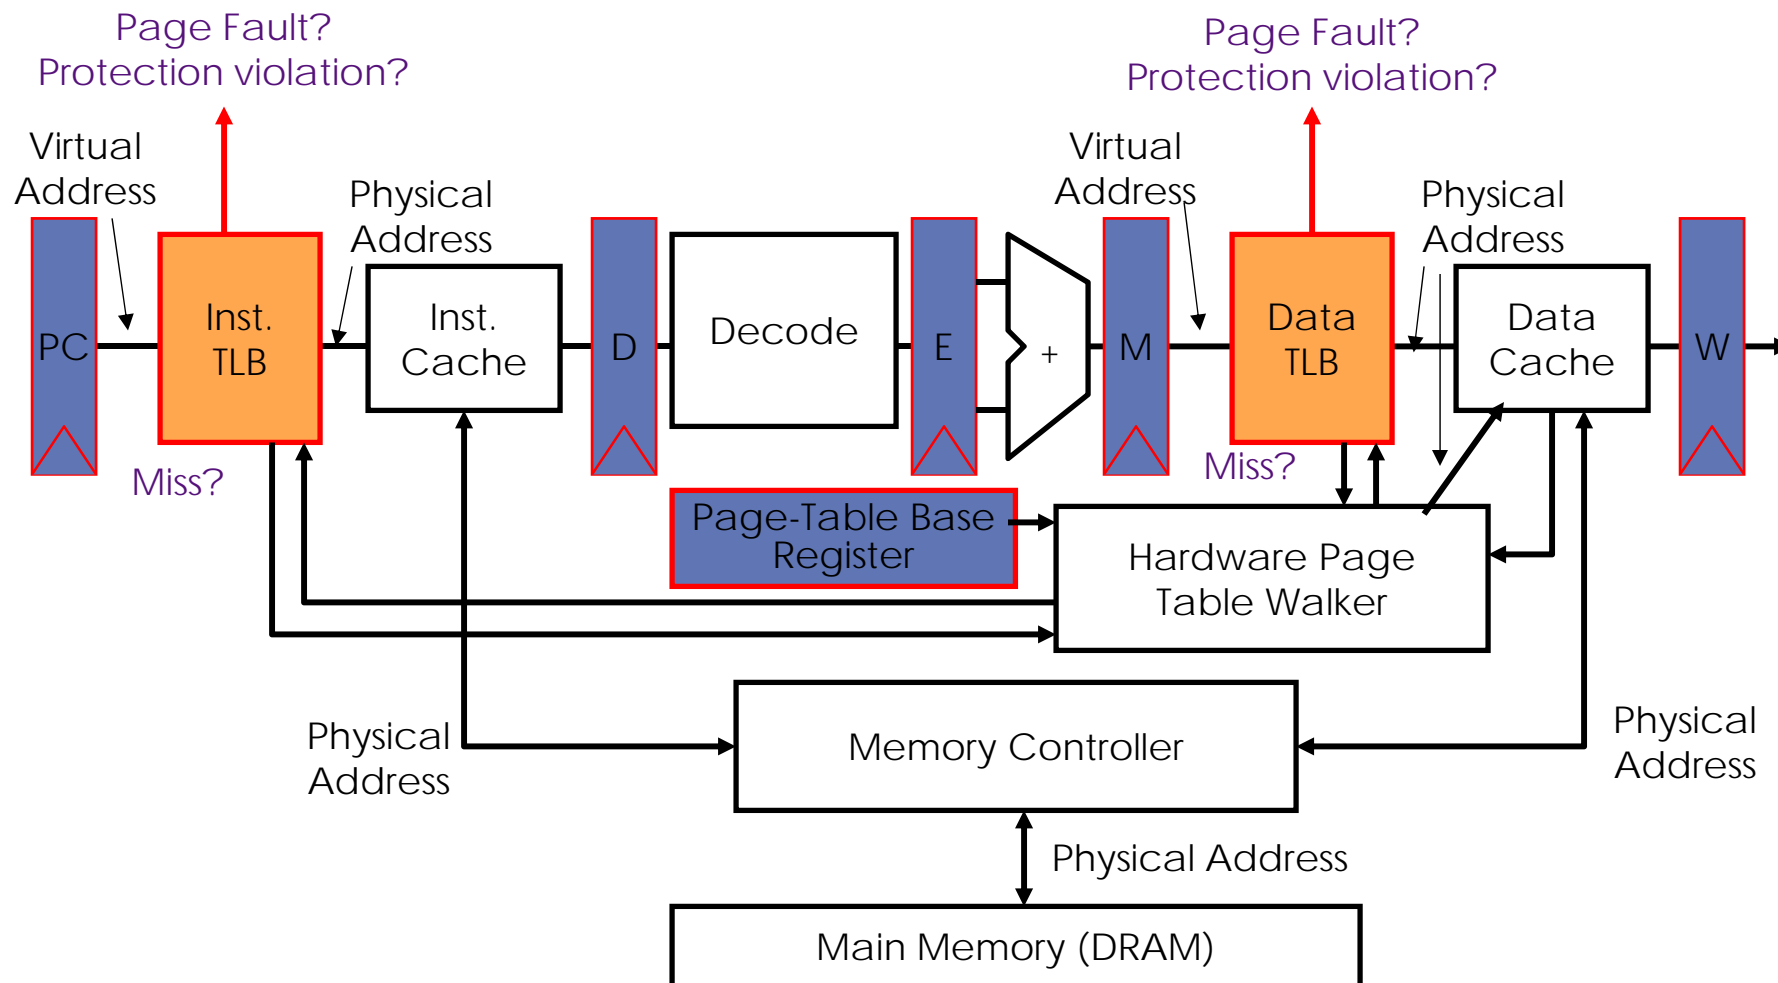 Page Fault?
Protection violation?
Page Fault?
Protection violation?
Virtual
Address
Physical
Address
Virtual
Address
Physical
Address
PC
Inst.
TLB
Inst.
Cache
D
Decode
E
+
M
Data
TLB
Data
Cache
W
Miss?
Miss?
Page-Table Base
Register
Hardware Page
Table Walker
Physical
Address
Memory Controller
Physical
Address
Physical Address
Main Memory (DRAM)